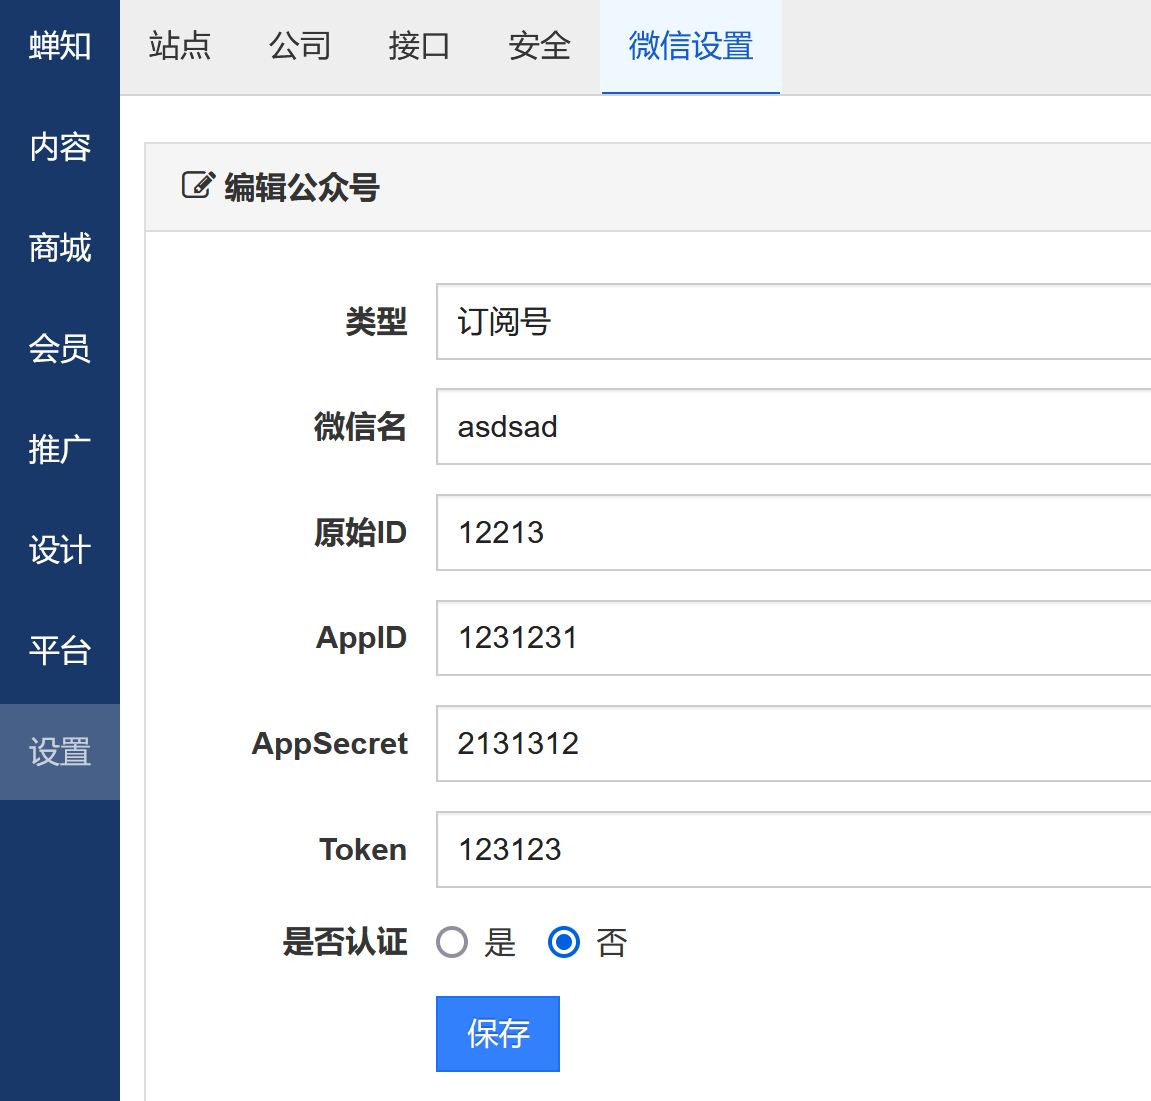 蝉知
内容
商城
会员
推广
设计
平台
设置
站点 公司 接口 安全 微信设置
编辑公众号
类型 订阅号
微信名 asdsad
原始ID 12213
AppID 1231231
AppSecret 2131312
Token 123123
是否认证 是 否
保存